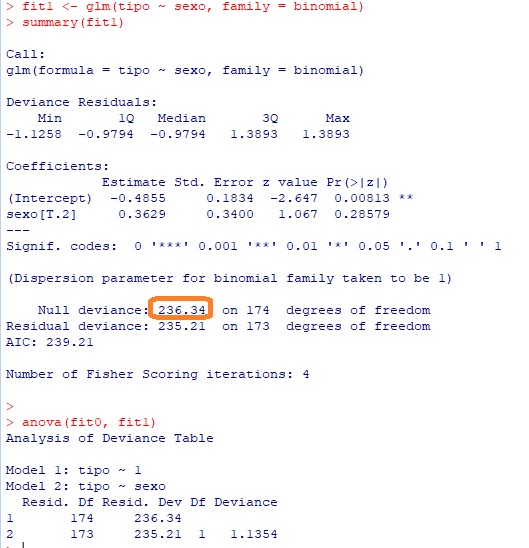 > fit1 <- glm(tipo ~ sexo, family = binomial)
> summary(fit1)
Call:
glm(formula = tipo ~ sexo, family = binomial)
Deviance Residuals:
Min 1Q Median 3Q Max
-1.1258 -0.9794 -0.9794 1.3893 1.3893
Coefficients:
Estimate Std. Error z value Pr(>|z|)
(Intercept) -0.4855 0.1834 -2.647 0.00813 **
sexo[T.2] 0.3629 0.3400 1.067 0.28579
---
Signif. codes: 0 '***' 0.001 '**' 0.01 '*' 0.05 '.' 0.1 ' ' 1
(Dispersion parameter for binomial family taken to be 1)
Null deviance: 236.34 on 174 degrees of freedom
Residual deviance: 235.21 on 173 degrees of freedom
AIC: 239.21
Number of Fisher Scoring iterations: 4
>
> anova(fit0, fit1)
Analysis of Deviance Table
Model 1: tipo ~ 1
Model 2: tipo ~ sexo
Resid. Df Resid. Dev Df Deviance
1 174 236.34
2 173 235.21 1 1.1354
>